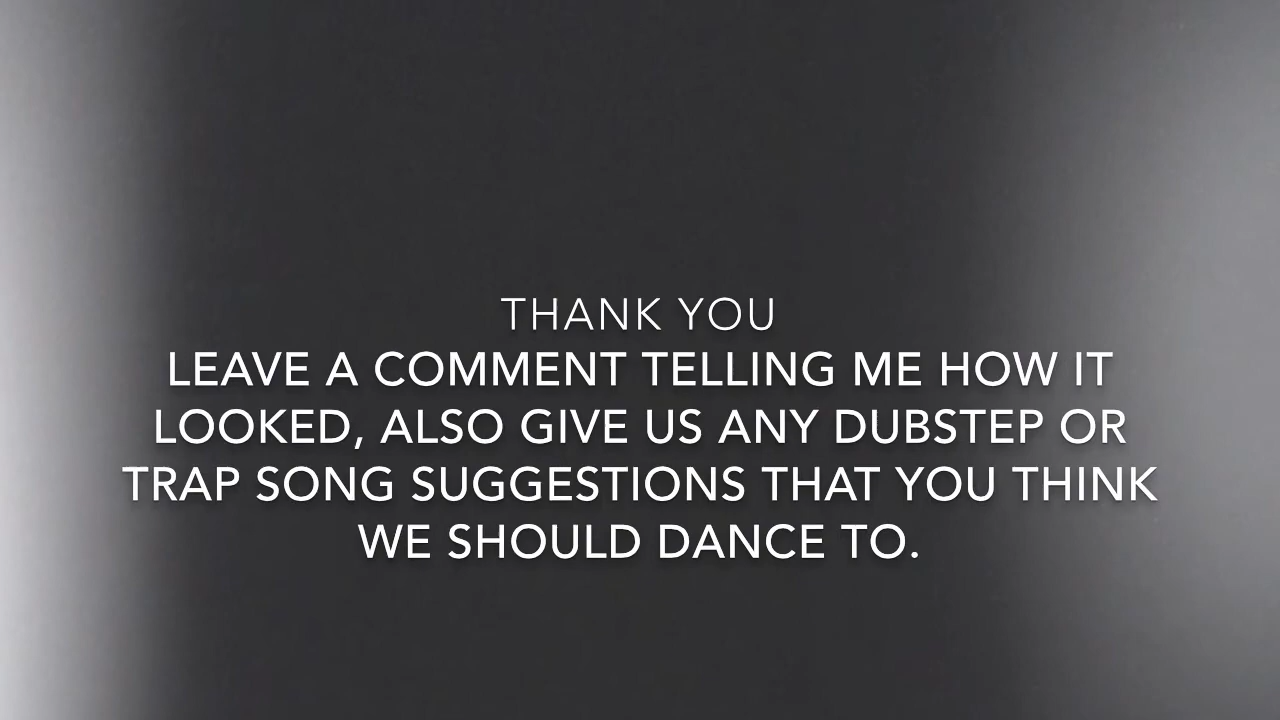 THANK YOU
LEAVE A COMMENT TELLING ME HOW IT
LOOKED, ALSO GIVE US ANY DUBSTEP OR
TRAP SONG SUGGESTIONS THAT YOU THINK
WE SHOULD DANCE TO.